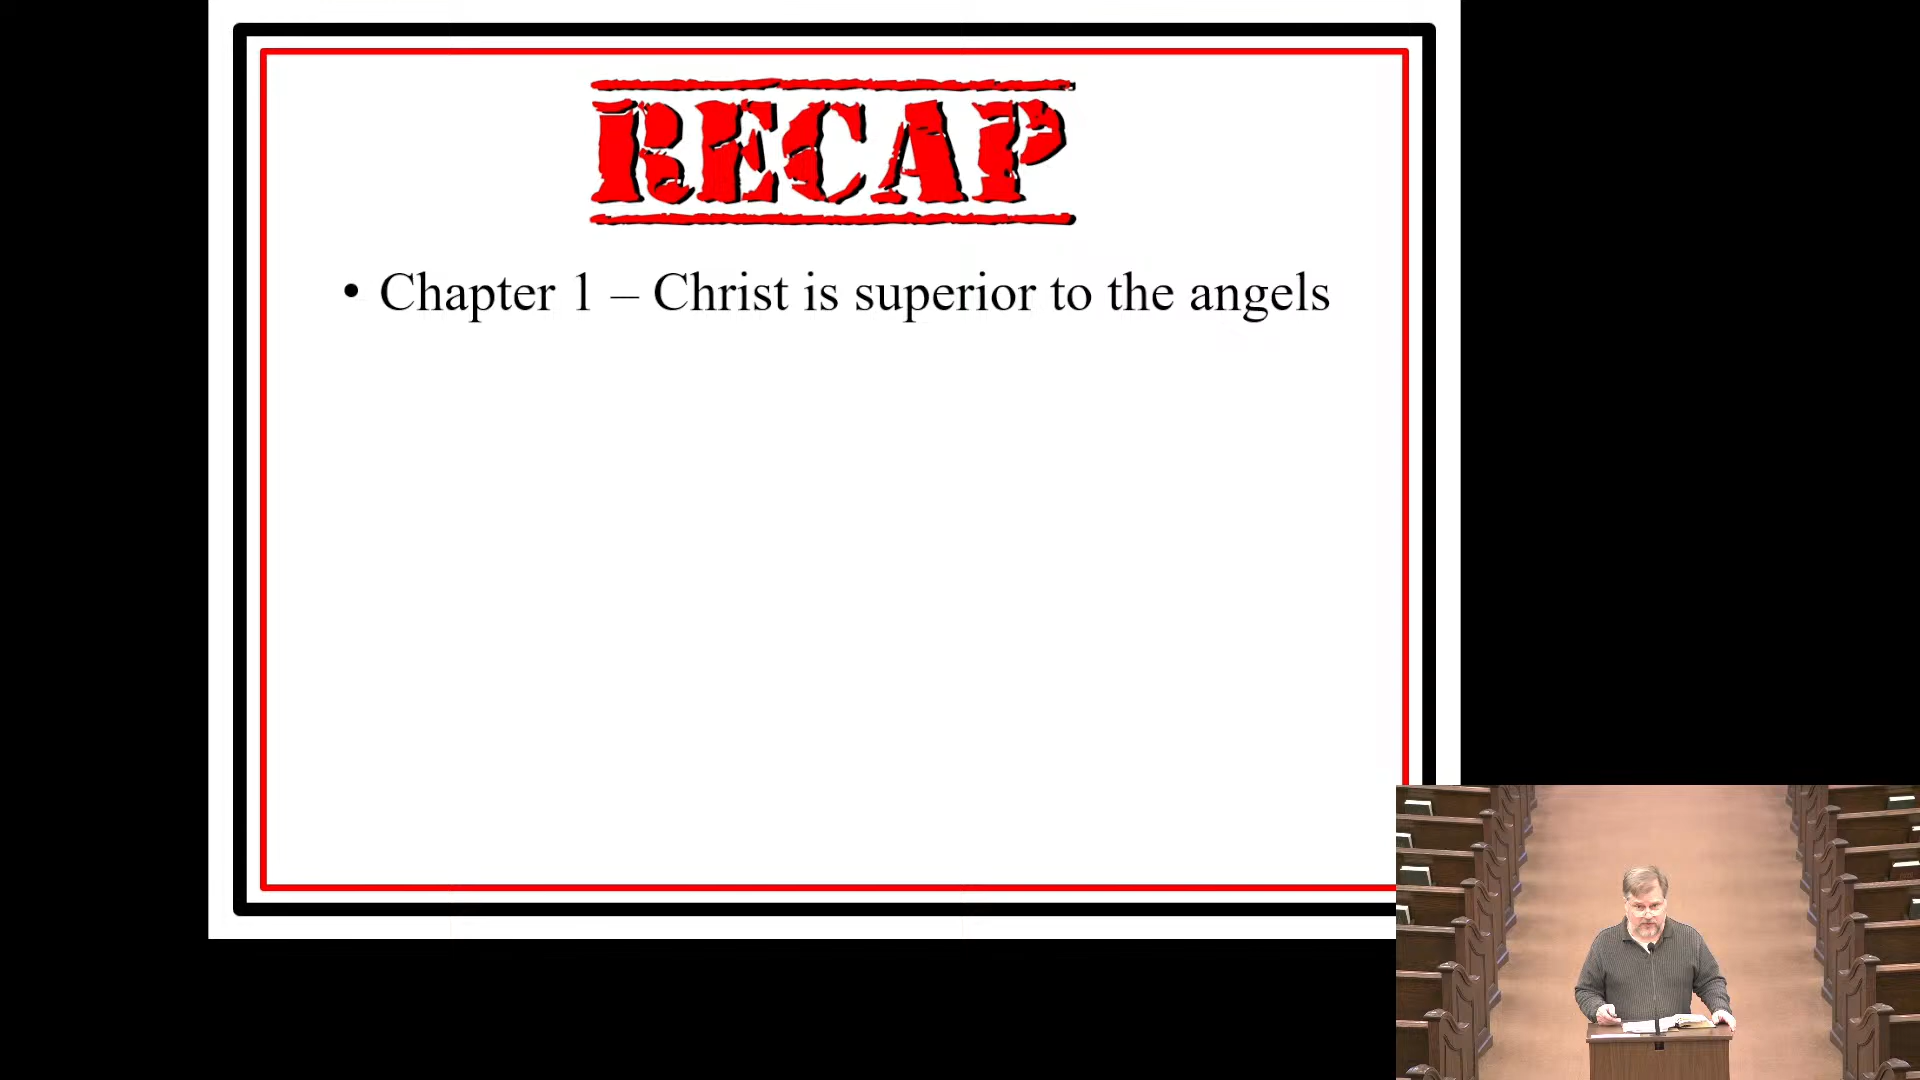 RECAP
• Chapter 1 – Christ is superior to the angels